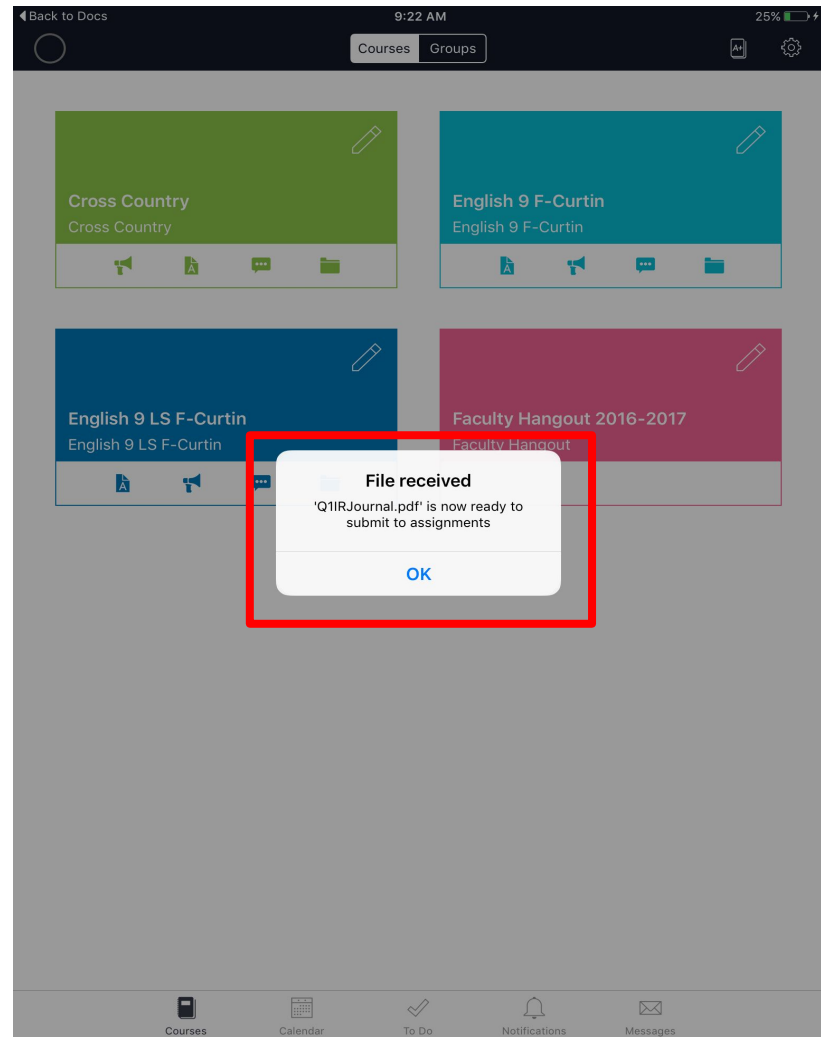 Back to Docs
9:22 AM
25%
Courses Groups
A+
Cross Country
Cross Country
English 9 F-Curtin
English 9 F-Curtin
A
A
English 9 LS F-Curtin
English 9 LS F-Curtin
Faculty Hangout 2016-2017
Faculty Hangout
A
File received
'Q1IRJournal.pdf' is now ready to
submit to assignments
OK
Courses
Calendar
To Do
Notifications
Messages